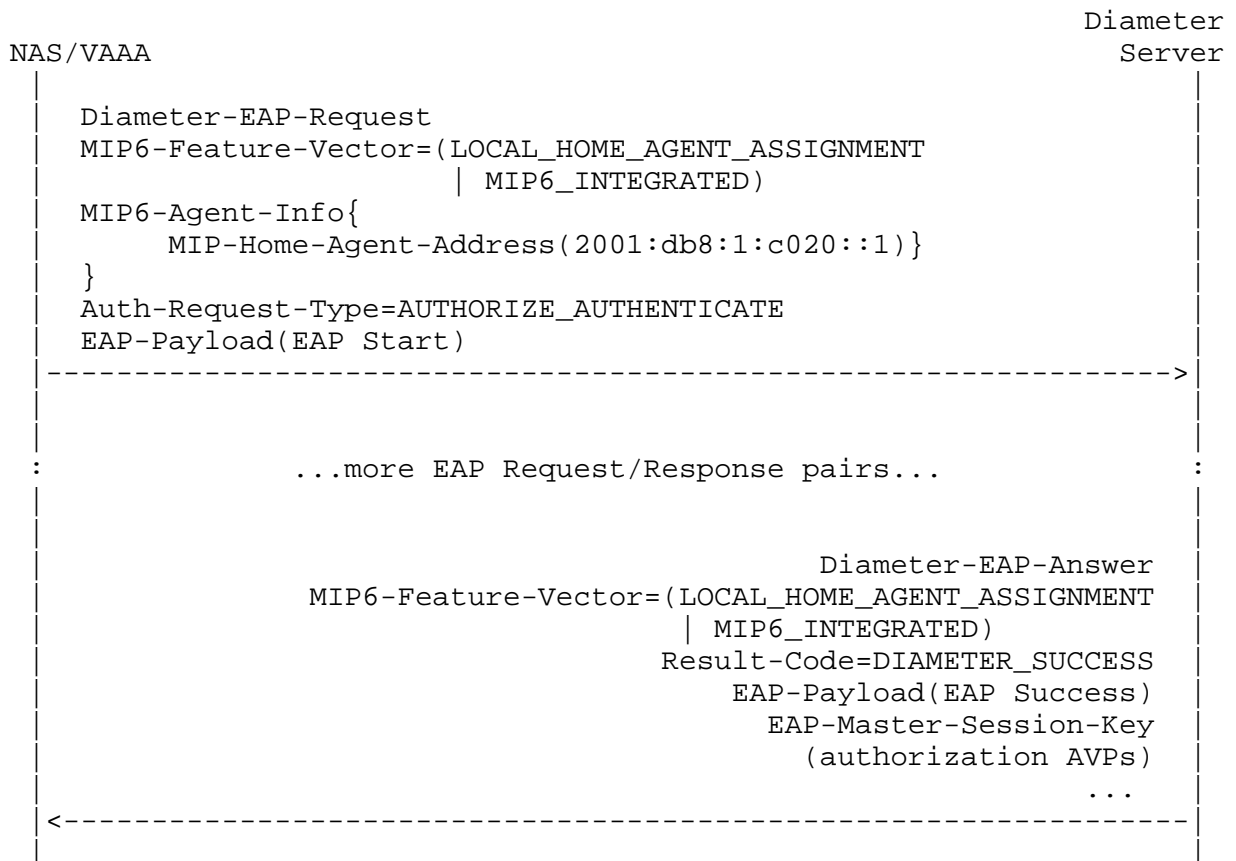 Diameter
NAS/VAAA Server
Diameter-EAP-Request
MIP6-Feature-Vector=(LOCAL_HOME_AGENT_ASSIGNMENT
| MIP6_INTEGRATED)
MIP6-Agent-Info{
MIP-Home-Agent-Address(2001:db8:1:c020::1)}
}
Auth-Request-Type=AUTHORIZE_AUTHENTICATE
EAP-Payload(EAP Start)
...more EAP Request/Response pairs...
Diameter-EAP-Answer
MIP6-Feature-Vector=(LOCAL_HOME_AGENT_ASSIGNMENT
| MIP6_INTEGRATED)
Result-Code=DIAMETER_SUCCESS
EAP-Payload(EAP Success)
EAP-Master-Session-Key
(authorization AVPs)
...